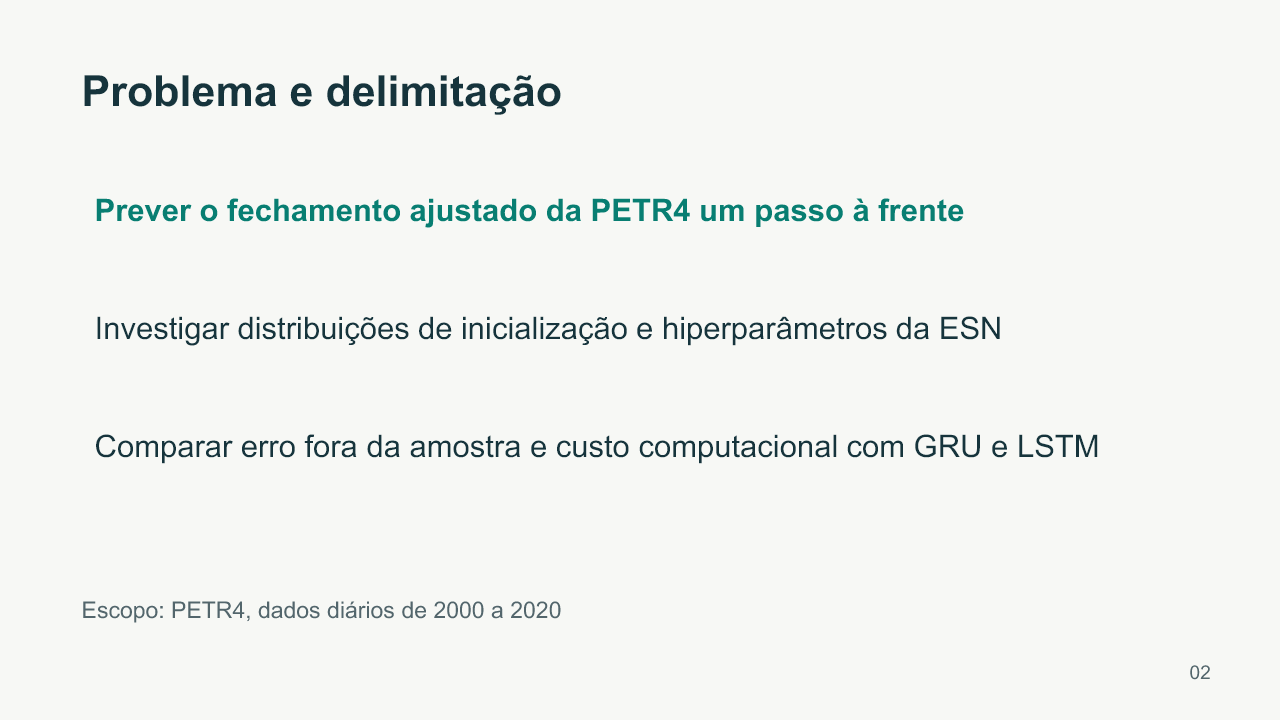 Problema e delimitação
Prever o fechamento ajustado da PETR4 um passo à frente
Investigar distribuições de inicialização e hiperparâmetros da ESN
Comparar erro fora da amostra e custo computacional com GRU e LSTM
Escopo: PETR4, dados diários de 2000 a 2020
02